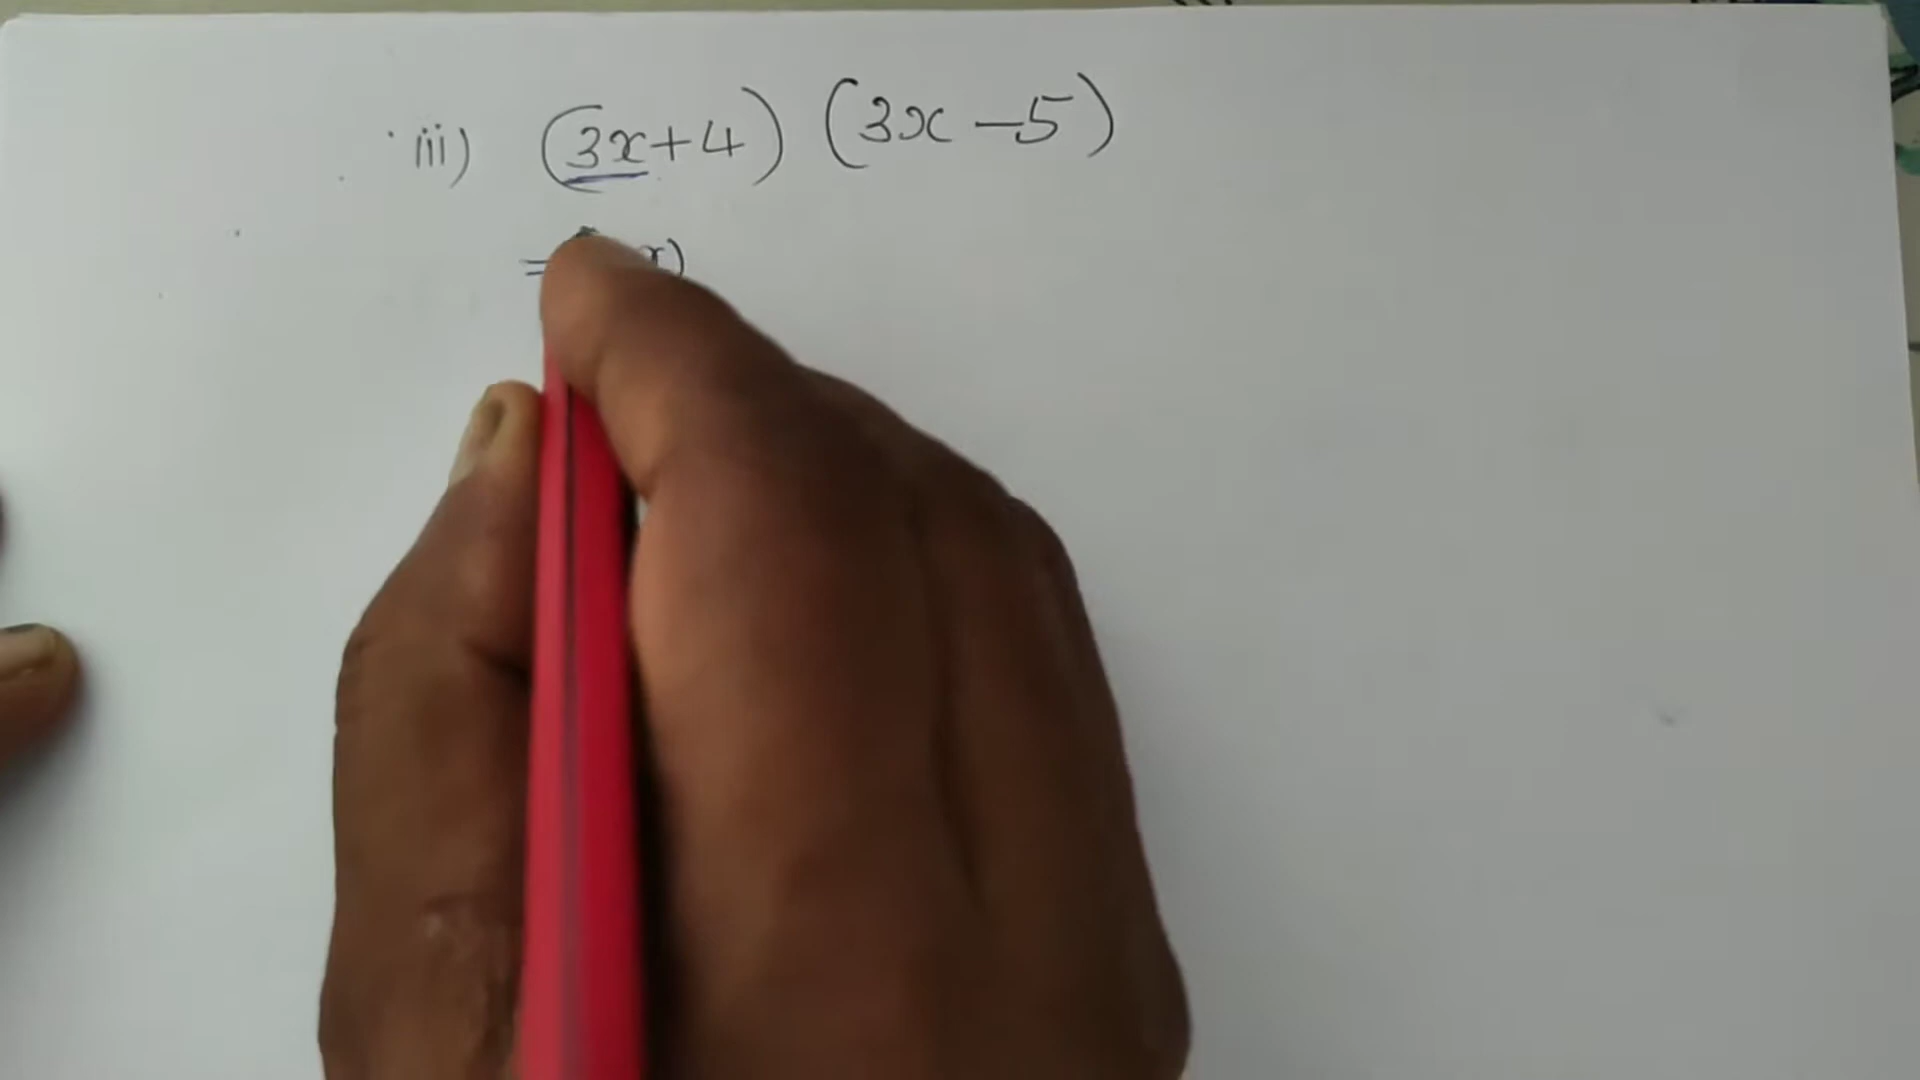 iii) (3x+4) (3x-5)
= x)